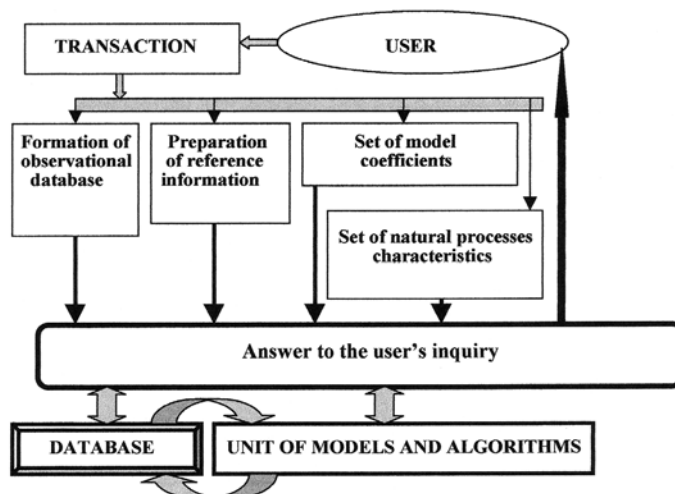 TRANSACTION
USER
Formation of
observational
database
Preparation
of reference
information
Set of model
coefficients
Set of natural processes
characteristics
Answer to the user's inquiry
DATABASE
UNIT OF MODELS AND ALGORITHMS